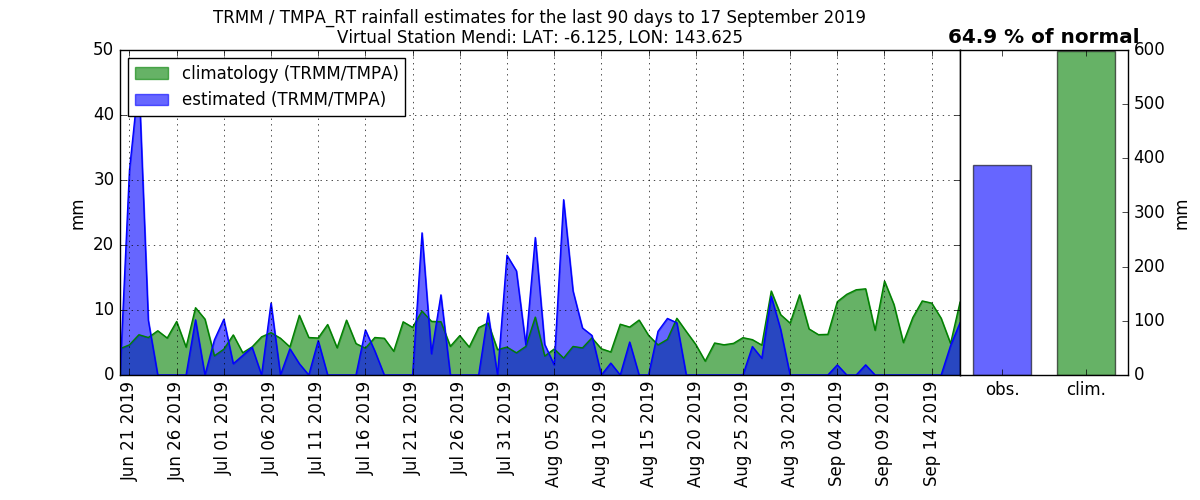 TRMM / TMPA_RT rainfall estimates for the last 90 days to 17 September 2019
Virtual Station Mendi: LAT: -6.125, LON: 143.625
64.9 % of normal
climatology (TRMM/TMPA)
estimated (TRMM/TMPA)
50
40
30
20
10
0
mm
Jun 21 2019
Jun 26 2019
Jul 01 2019
Jul 06 2019
Jul 11 2019
Jul 16 2019
Jul 21 2019
Jul 26 2019
Jul 31 2019
Aug 05 2019
Aug 10 2019
Aug 15 2019
Aug 20 2019
Aug 25 2019
Aug 30 2019
Sep 04 2019
Sep 09 2019
Sep 14 2019
obs.
clim.
600
500
400
300
200
100
0
mm